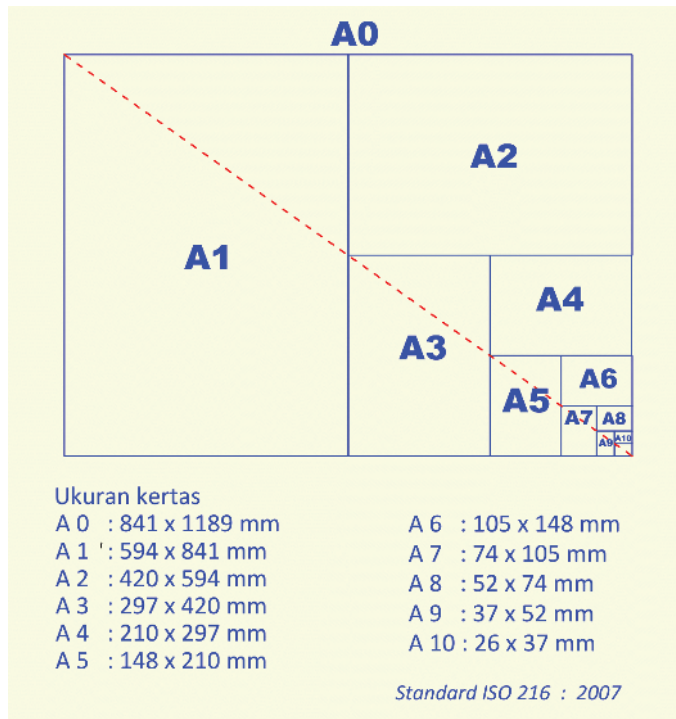 A0
A1
A2
A3
A4
A5
A6
A7
A8
A9
A10
Ukuran kertas
A 0 : 841 x 1189 mm
A 1 ': 594 x 841 mm
A 2 : 420 x 594 mm
A 3 : 297 x 420 mm
A 4 : 210 x 297 mm
A 5 : 148 x 210 mm
A 6 : 105 x 148 mm
A 7 : 74 x 105 mm
A 8 : 52 x 74 mm
A 9 : 37 x 52 mm
A 10 : 26 x 37 mm
Standard ISO 216 : 2007